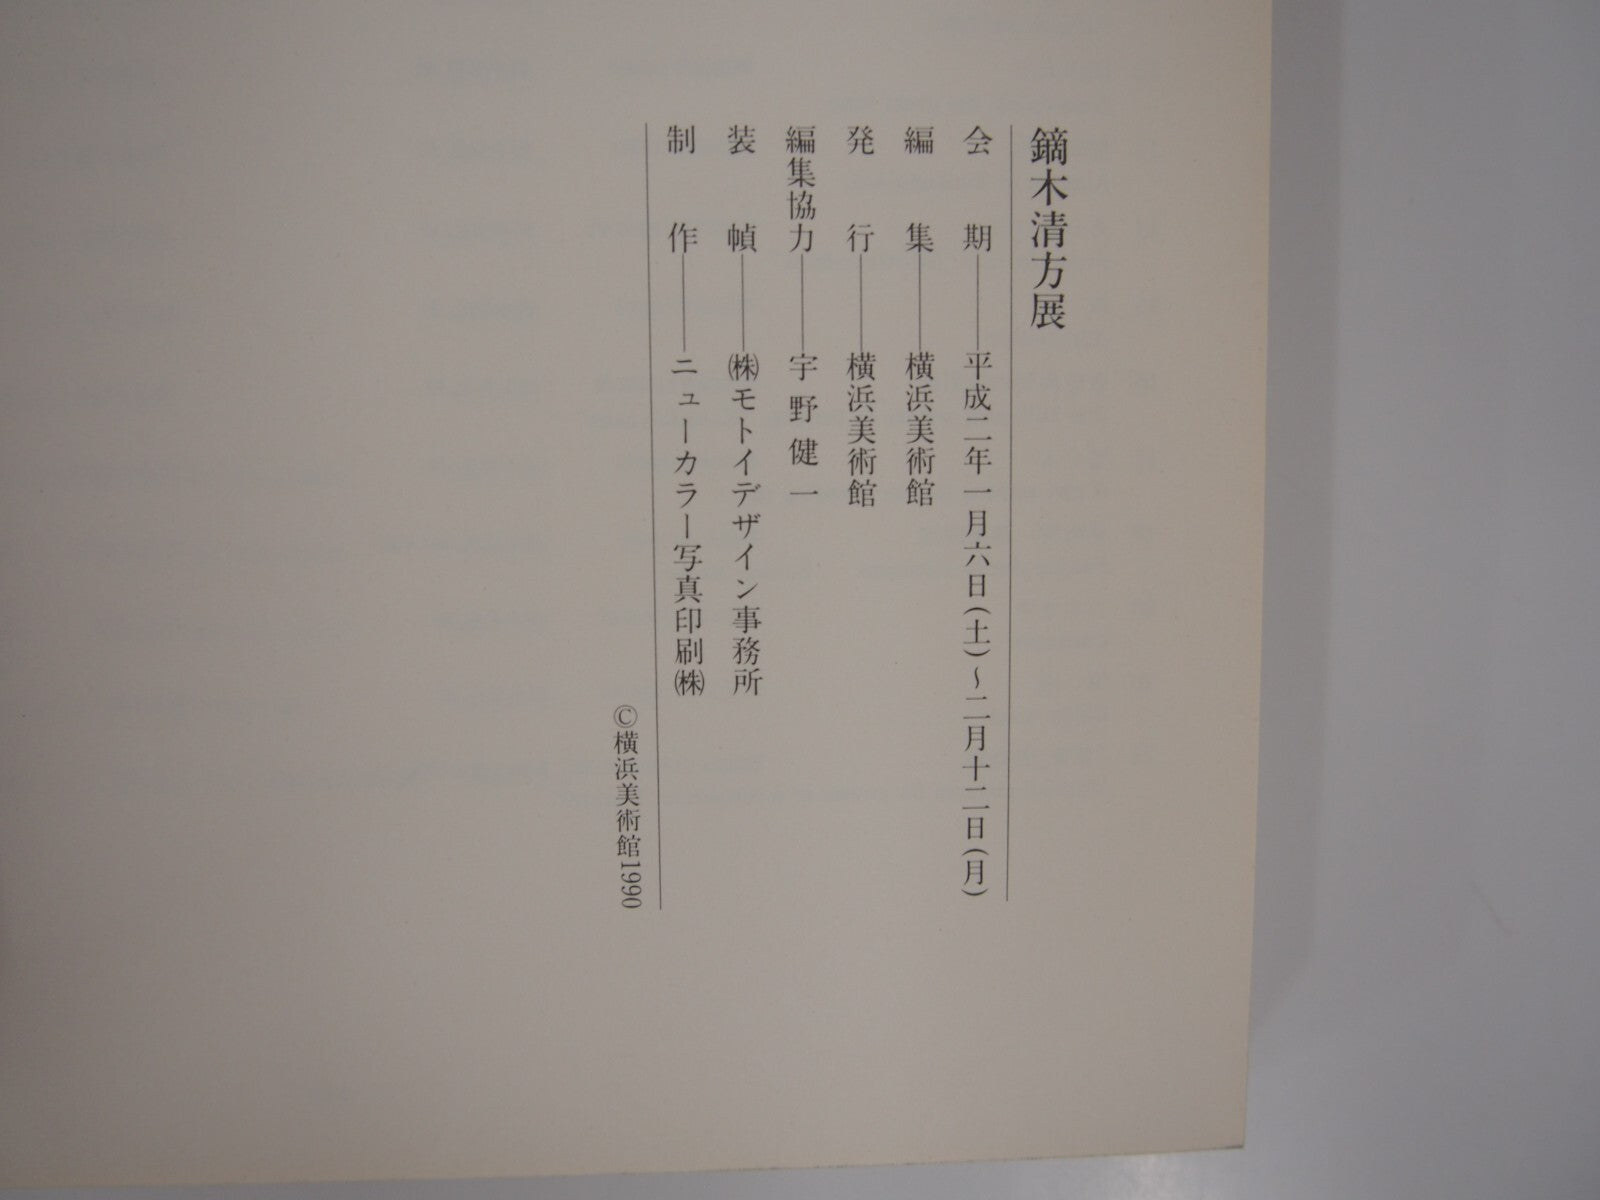 鏑木清方展
会期――平成二年一月六日(土)～二月十二日(月)
編集――横浜美術館
発行――横浜美術館
編集協力――宇野健一
装幀――㈱モトイデザイン事務所
制作――ニューカラー写真印刷㈱
©横浜美術館1990